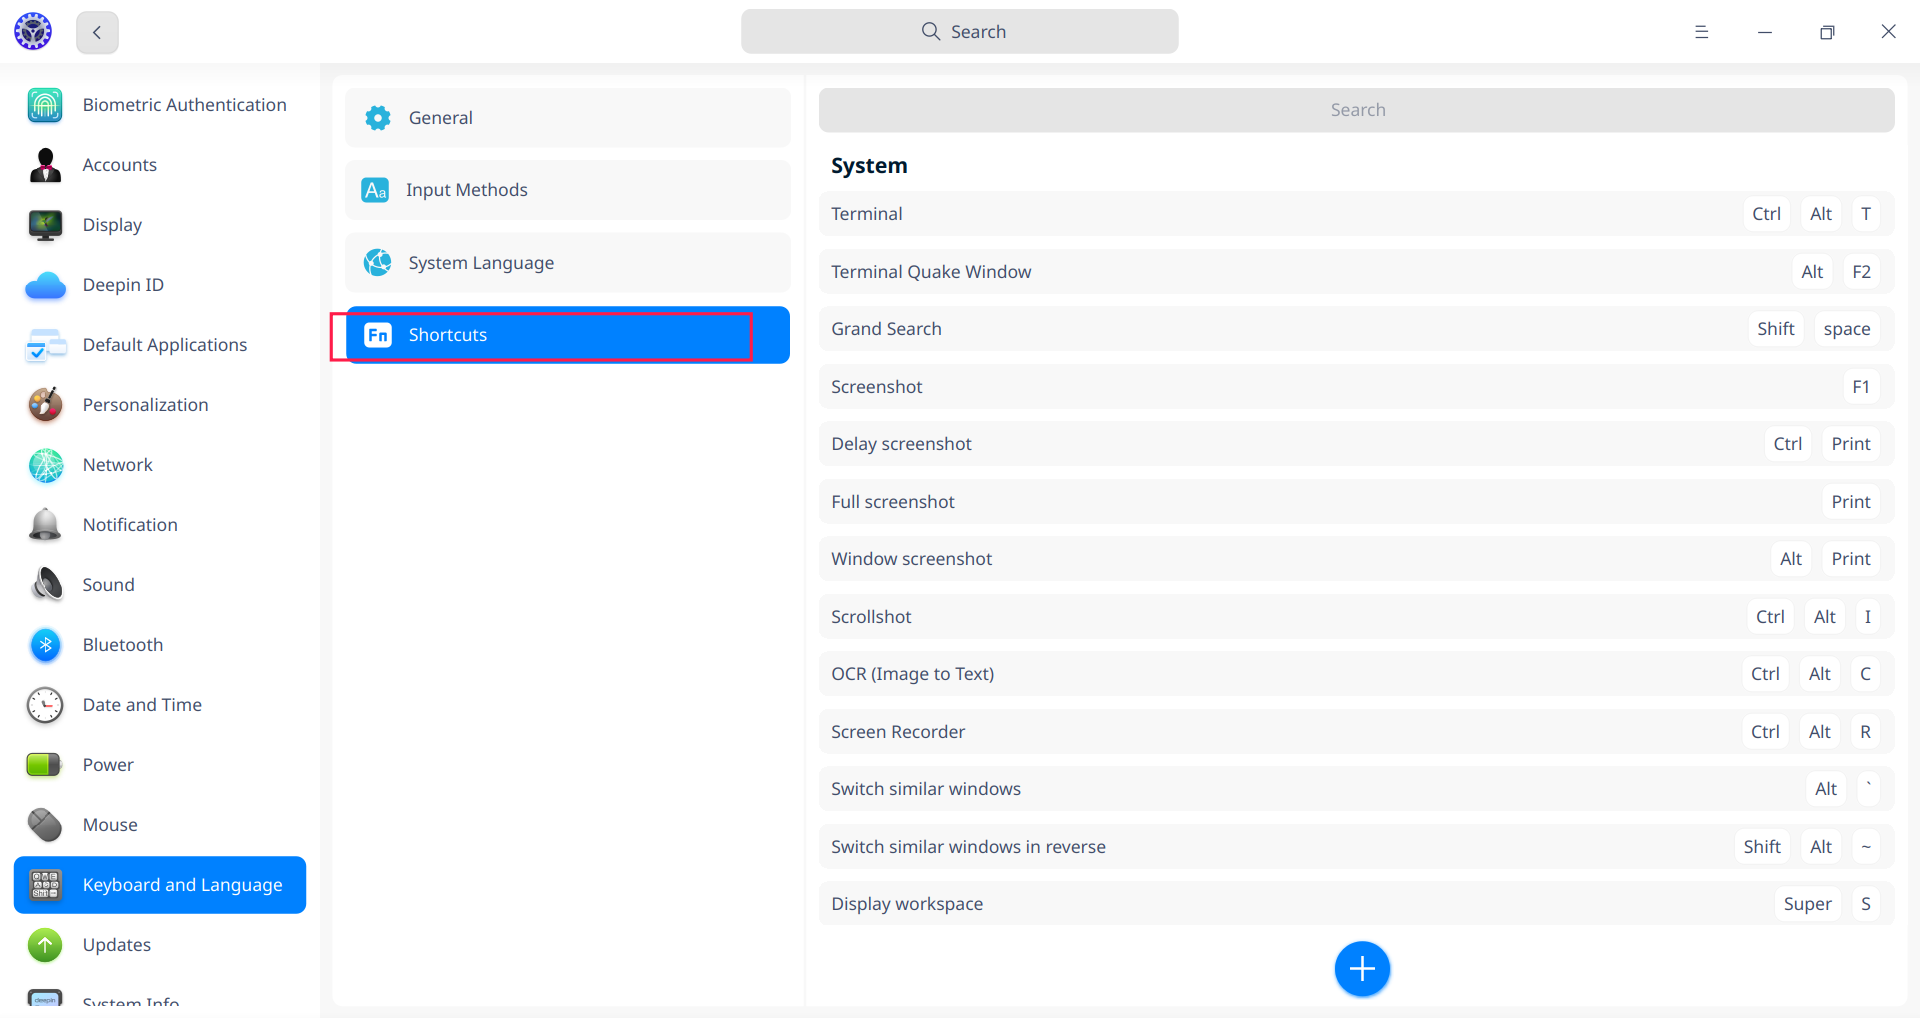 Search
Biometric Authentication
Accounts
Display
Deepin ID
Default Applications
Personalization
Network
Notification
Sound
Bluetooth
Date and Time
Power
Mouse
Keyboard and Language
Updates
System Info
General
Aa Input Methods
System Language
Fn Shortcuts
Search
System
Terminal Ctrl Alt T
Terminal Quake Window Alt F2
Grand Search Shift space
Screenshot F1
Delay screenshot Ctrl Print
Full screenshot Print
Window screenshot Alt Print
Scrollshot Ctrl Alt I
OCR (Image to Text) Ctrl Alt C
Screen Recorder Ctrl Alt R
Switch similar windows Alt `
Switch similar windows in reverse Shift Alt ~
Display workspace Super S